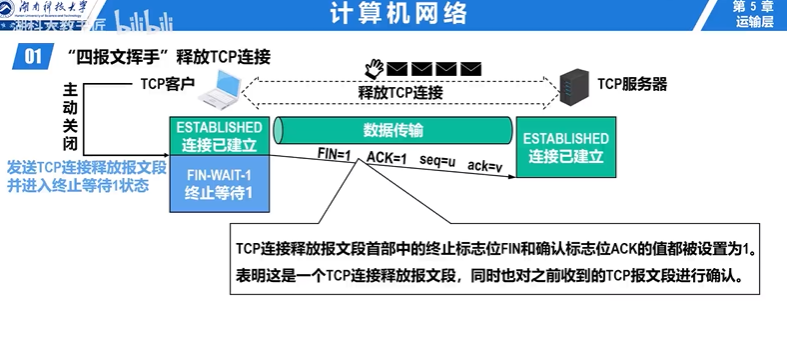 湖南科技大学
Hunan University of Science and Technology
计算机网络
第 5 章
运输层
湖科大教书匠
bilibili
01 “四报文挥手”释放TCP连接
TCP客户
释放TCP连接
TCP服务器
主动关闭
ESTABLISHED
连接已建立
数据传输
ESTABLISHED
连接已建立
发送TCP连接释放报文段
并进入终止等待1状态
FIN=1 ACK=1 seq=u ack=v
FIN-WAIT-1
终止等待1
TCP连接释放报文段首部中的终止标志位FIN和确认标志位ACK的值都被设置为1。
表明这是一个TCP连接释放报文段，同时也对之前收到的TCP报文段进行确认。